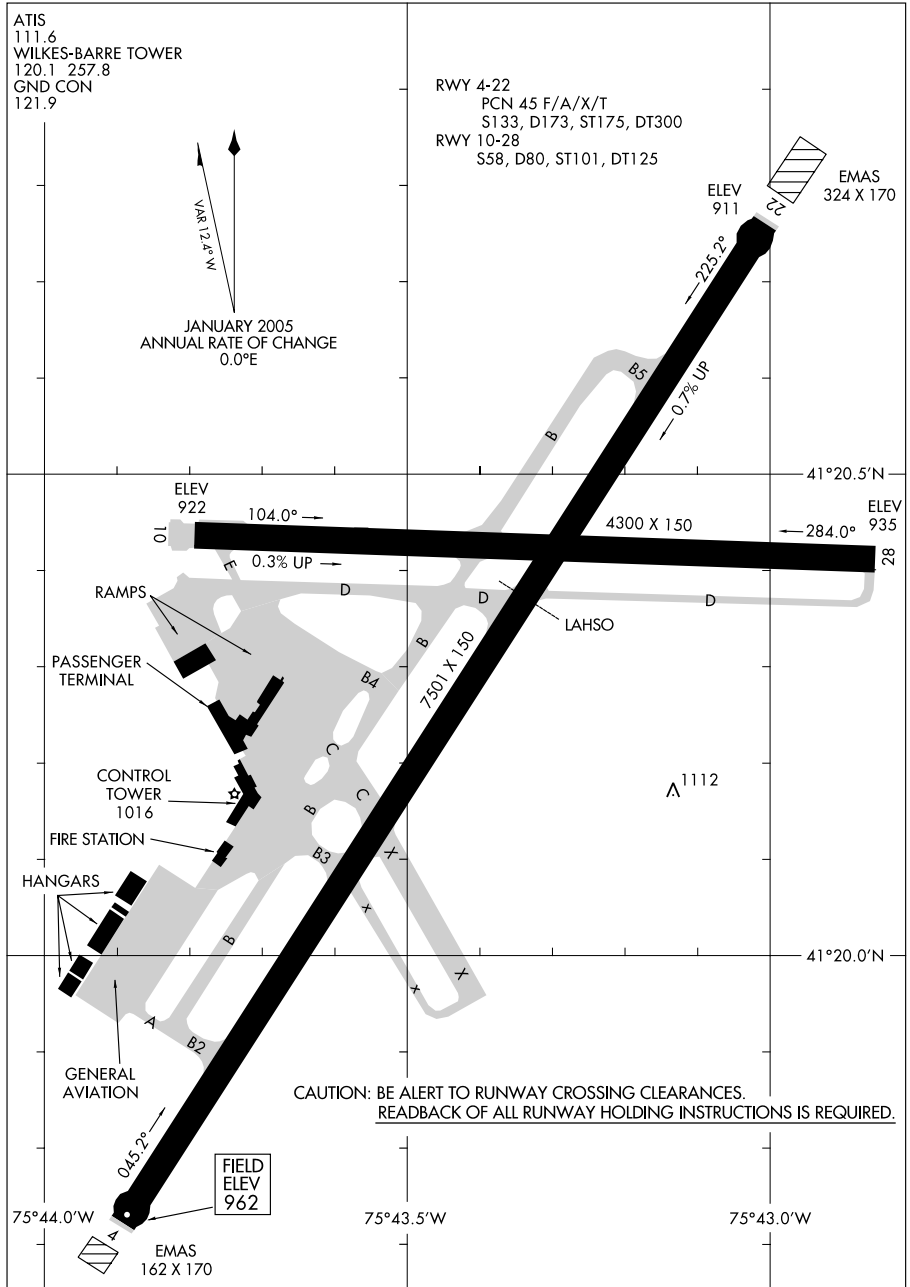 ATIS
111.6
WILKES-BARRE TOWER
120.1 257.8
GND CON
121.9
RWY 4-22
PCN 45 F/A/X/T
S133, D173, ST175, DT300
RWY 10-28
S58, D80, ST101, DT125
VAR 12.4° W
JANUARY 2005
ANNUAL RATE OF CHANGE
0.0°E
EMAS
324 X 170
ELEV
911
22
225.2°
0.7% UP
B5
B
41°20.5'N
ELEV
922
10
104.0°
4300 X 150
284.0°
ELEV
935
28
0.3% UP
E
D
D
D
LAHSO
RAMPS
PASSENGER
TERMINAL
B
B4
7501 X 150
C
C
CONTROL
TOWER
1016
1112
B
FIRE STATION
B3
X
X
HANGARS
B
41°20.0'N
X
X
A
B2
GENERAL
AVIATION
CAUTION: BE ALERT TO RUNWAY CROSSING CLEARANCES.
READBACK OF ALL RUNWAY HOLDING INSTRUCTIONS IS REQUIRED.
045.2°
FIELD
ELEV
962
75°44.0'W
75°43.5'W
75°43.0'W
4
EMAS
162 X 170